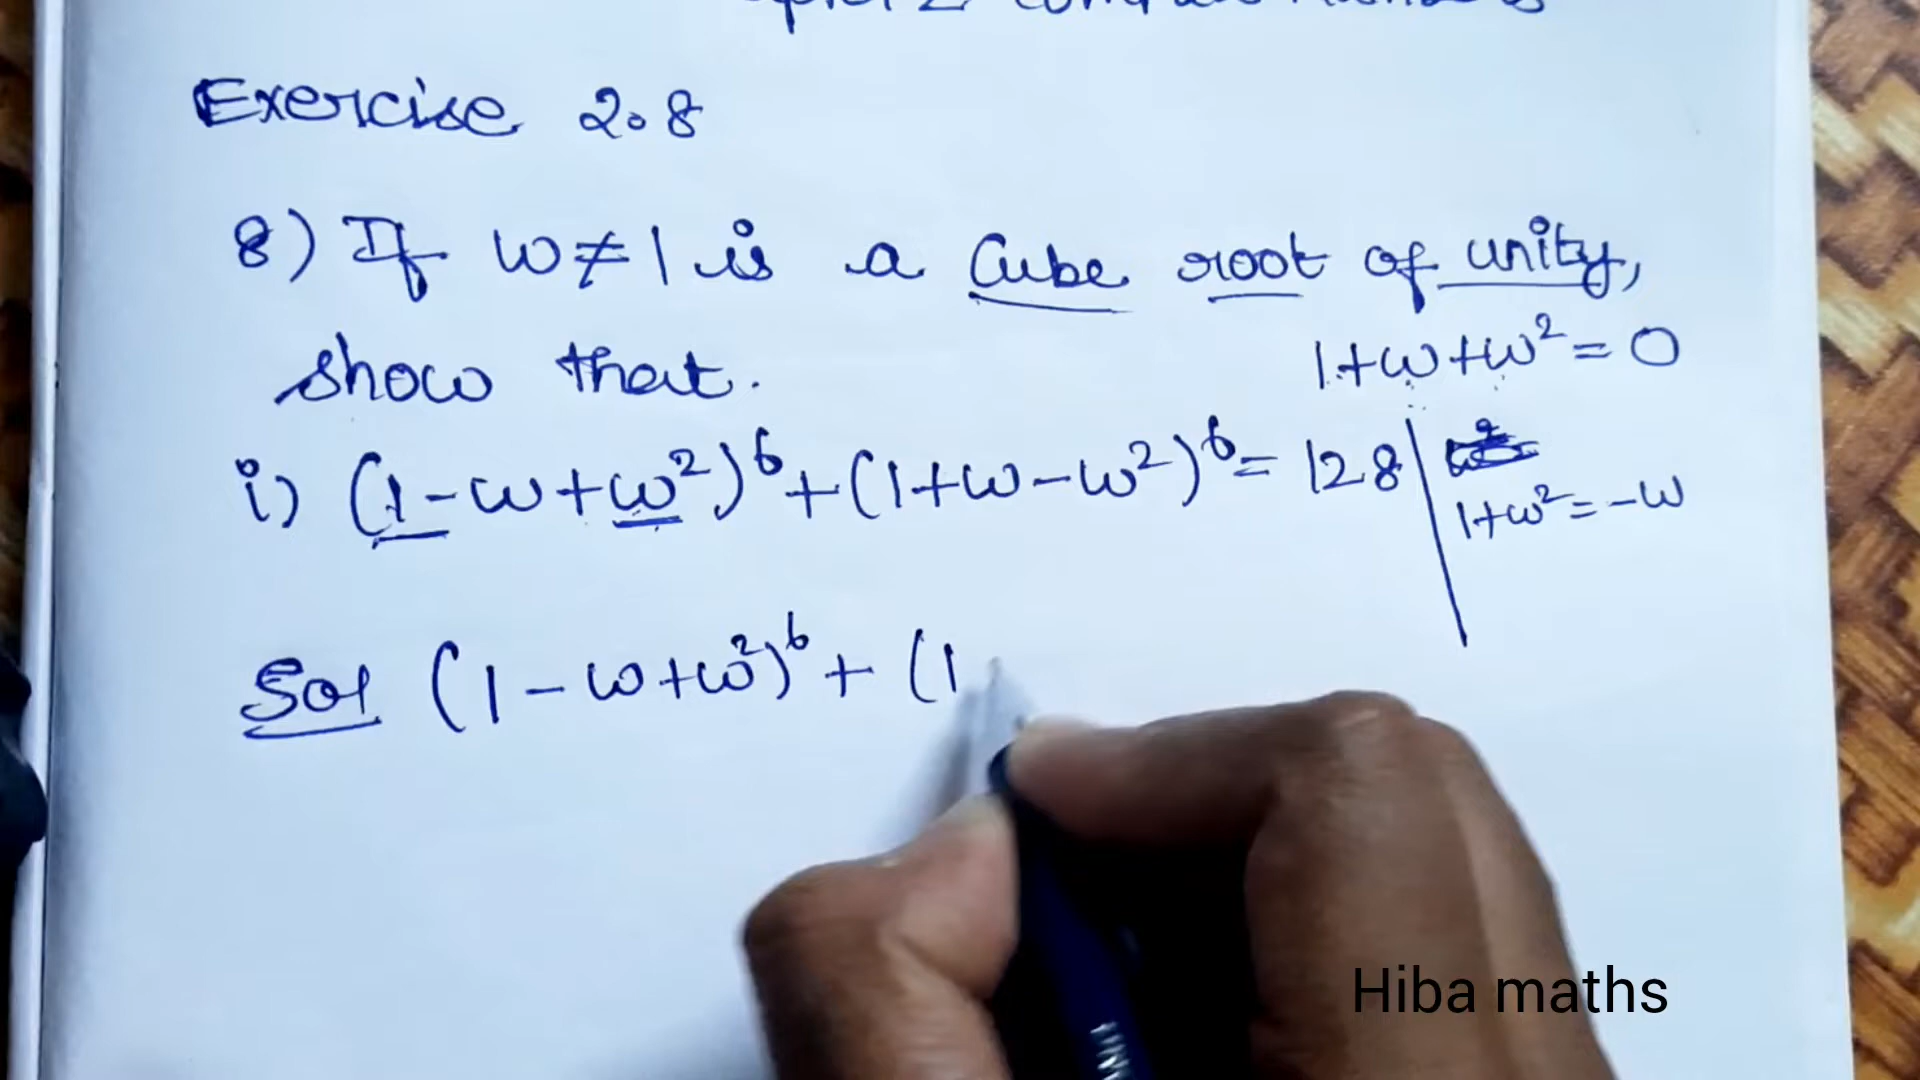 Exercise 2.8
8) If ω≠1 is a Cube root of unity,
show that.
1+ω+ω²=0
i) (1-ω+ω²)⁶+(1+ω-ω²)⁶=128
1+ω²=-ω
Sol (1-ω+ω²)⁶+(1
Hiba maths